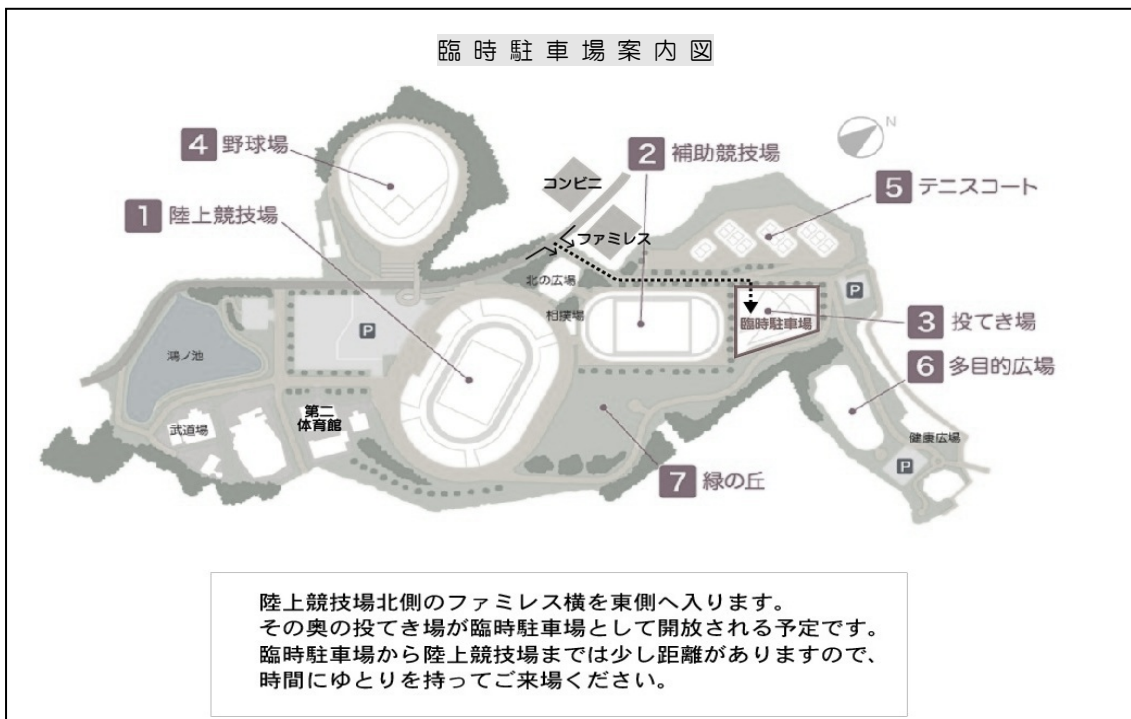 臨時駐車場案内図
N
4 野球場
2 補助競技場
コンビニ
5 テニスコート
1 陸上競技場
ファミレス
北の広場
P
相撲場
臨時駐車場
3 投てき場
P
鴻ノ池
6 多目的広場
第二
体育館
武道場
健康広場
P
7 緑の丘
陸上競技場北側のファミレス横を東側へ入ります。
その奥の投てき場が臨時駐車場として開放される予定です。
臨時駐車場から陸上競技場までは少し距離がありますので、
時間にゆとりを持ってご来場ください。